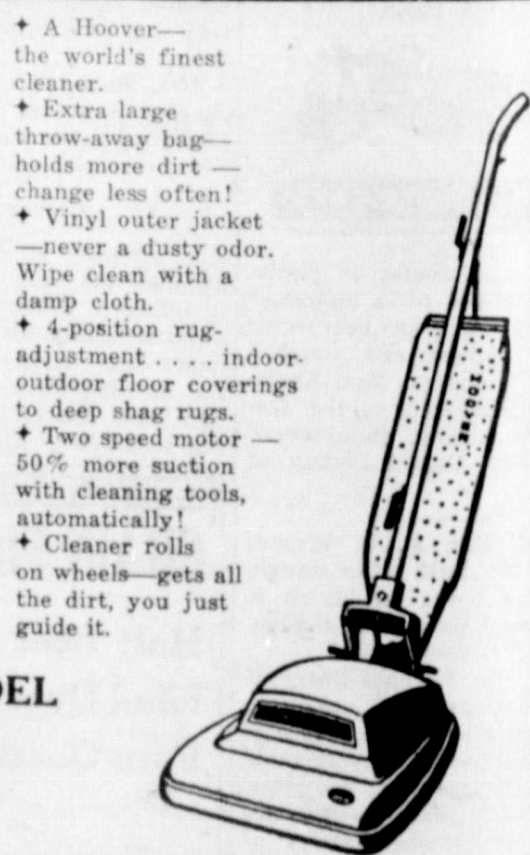 ✦ A Hoover—
the world's finest
cleaner.
✦ Extra large
throw-away bag—
holds more dirt —
change less often!
✦ Vinyl outer jacket
—never a dusty odor.
Wipe clean with a
damp cloth.
✦ 4-position rug-
adjustment . . . . indoor-
outdoor floor coverings
to deep shag rugs.
✦ Two speed motor —
50% more suction
with cleaning tools,
automatically!
✦ Cleaner rolls
on wheels—gets all
the dirt, you just
guide it.
DEL
HOOVER